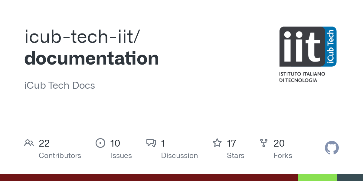 icub-tech-iit/
documentation
iCub Tech Docs
iit
iCub Tech
ISTITUTO ITALIANO
DI TECNOLOGIA
22
Contributors
10
Issues
1
Discussion
17
Stars
20
Forks